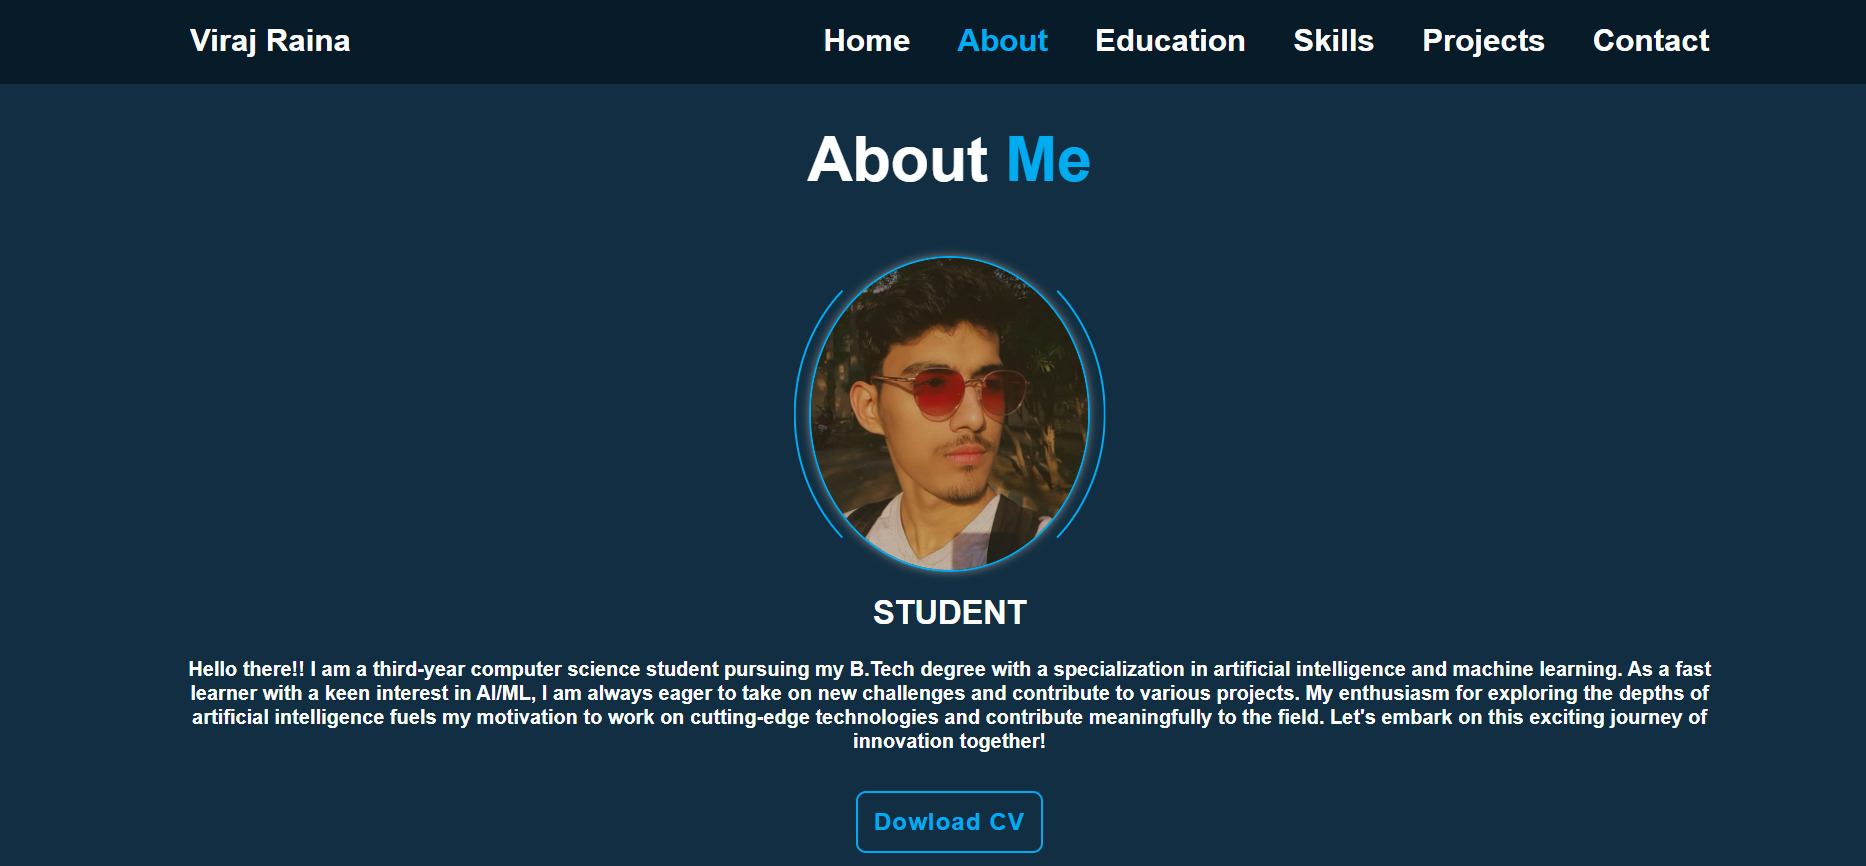 Viraj Raina
Home About Education Skills Projects Contact
About Me
STUDENT
Hello there!! I am a third-year computer science student pursuing my B.Tech degree with a specialization in artificial intelligence and machine learning. As a fast
learner with a keen interest in AI/ML, I am always eager to take on new challenges and contribute to various projects. My enthusiasm for exploring the depths of
artificial intelligence fuels my motivation to work on cutting-edge technologies and contribute meaningfully to the field. Let's embark on this exciting journey of
innovation together!
Dowload CV